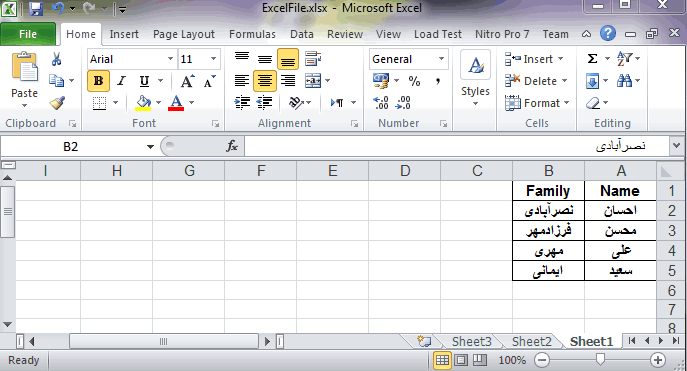 ExcelFile.xlsx - Microsoft Excel
File Home Insert Page Layout Formulas Data Review View Load Test Nitro Pro 7 Team
Paste
Clipboard
Arial 11
B I U
A A
Font
Alignment
General
$ % ,
Number
Styles
Insert
Delete
Format
Cells
Σ
Editing
B2 fx نصرآبادی
I H G F E D C B A
Family Name 1
نصرآبادی احسان 2
فرزادمهر محسن 3
مهری علی 4
ایمانی سعید 5
6
7
8
Sheet3 Sheet2 Sheet1
Ready 100%